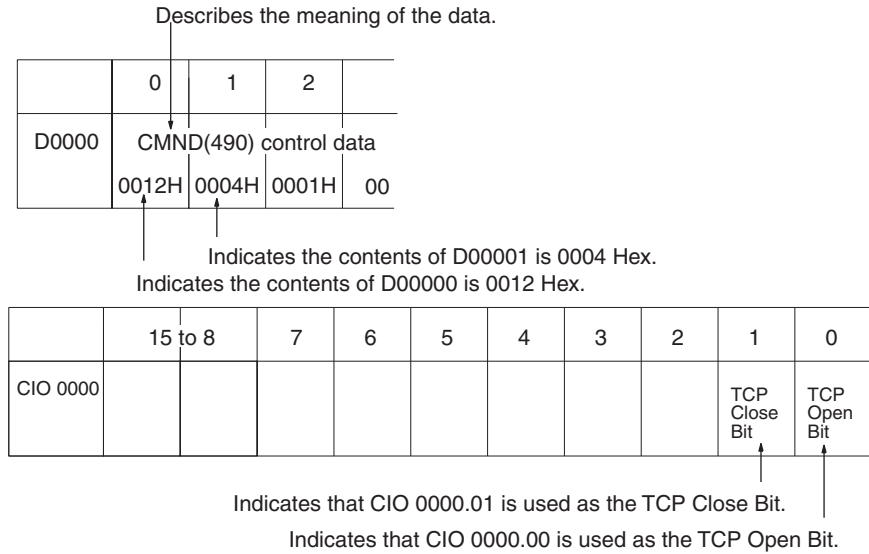 Describes the meaning of the data.
0 1 2
D0000 CMND(490) control data
0012H 0004H 0001H 00
Indicates the contents of D00001 is 0004 Hex.
Indicates the contents of D00000 is 0012 Hex.
15 to 8 7 6 5 4 3 2 1 0
CIO 0000
TCP Close Bit
TCP Open Bit
Indicates that CIO 0000.01 is used as the TCP Close Bit.
Indicates that CIO 0000.00 is used as the TCP Open Bit.